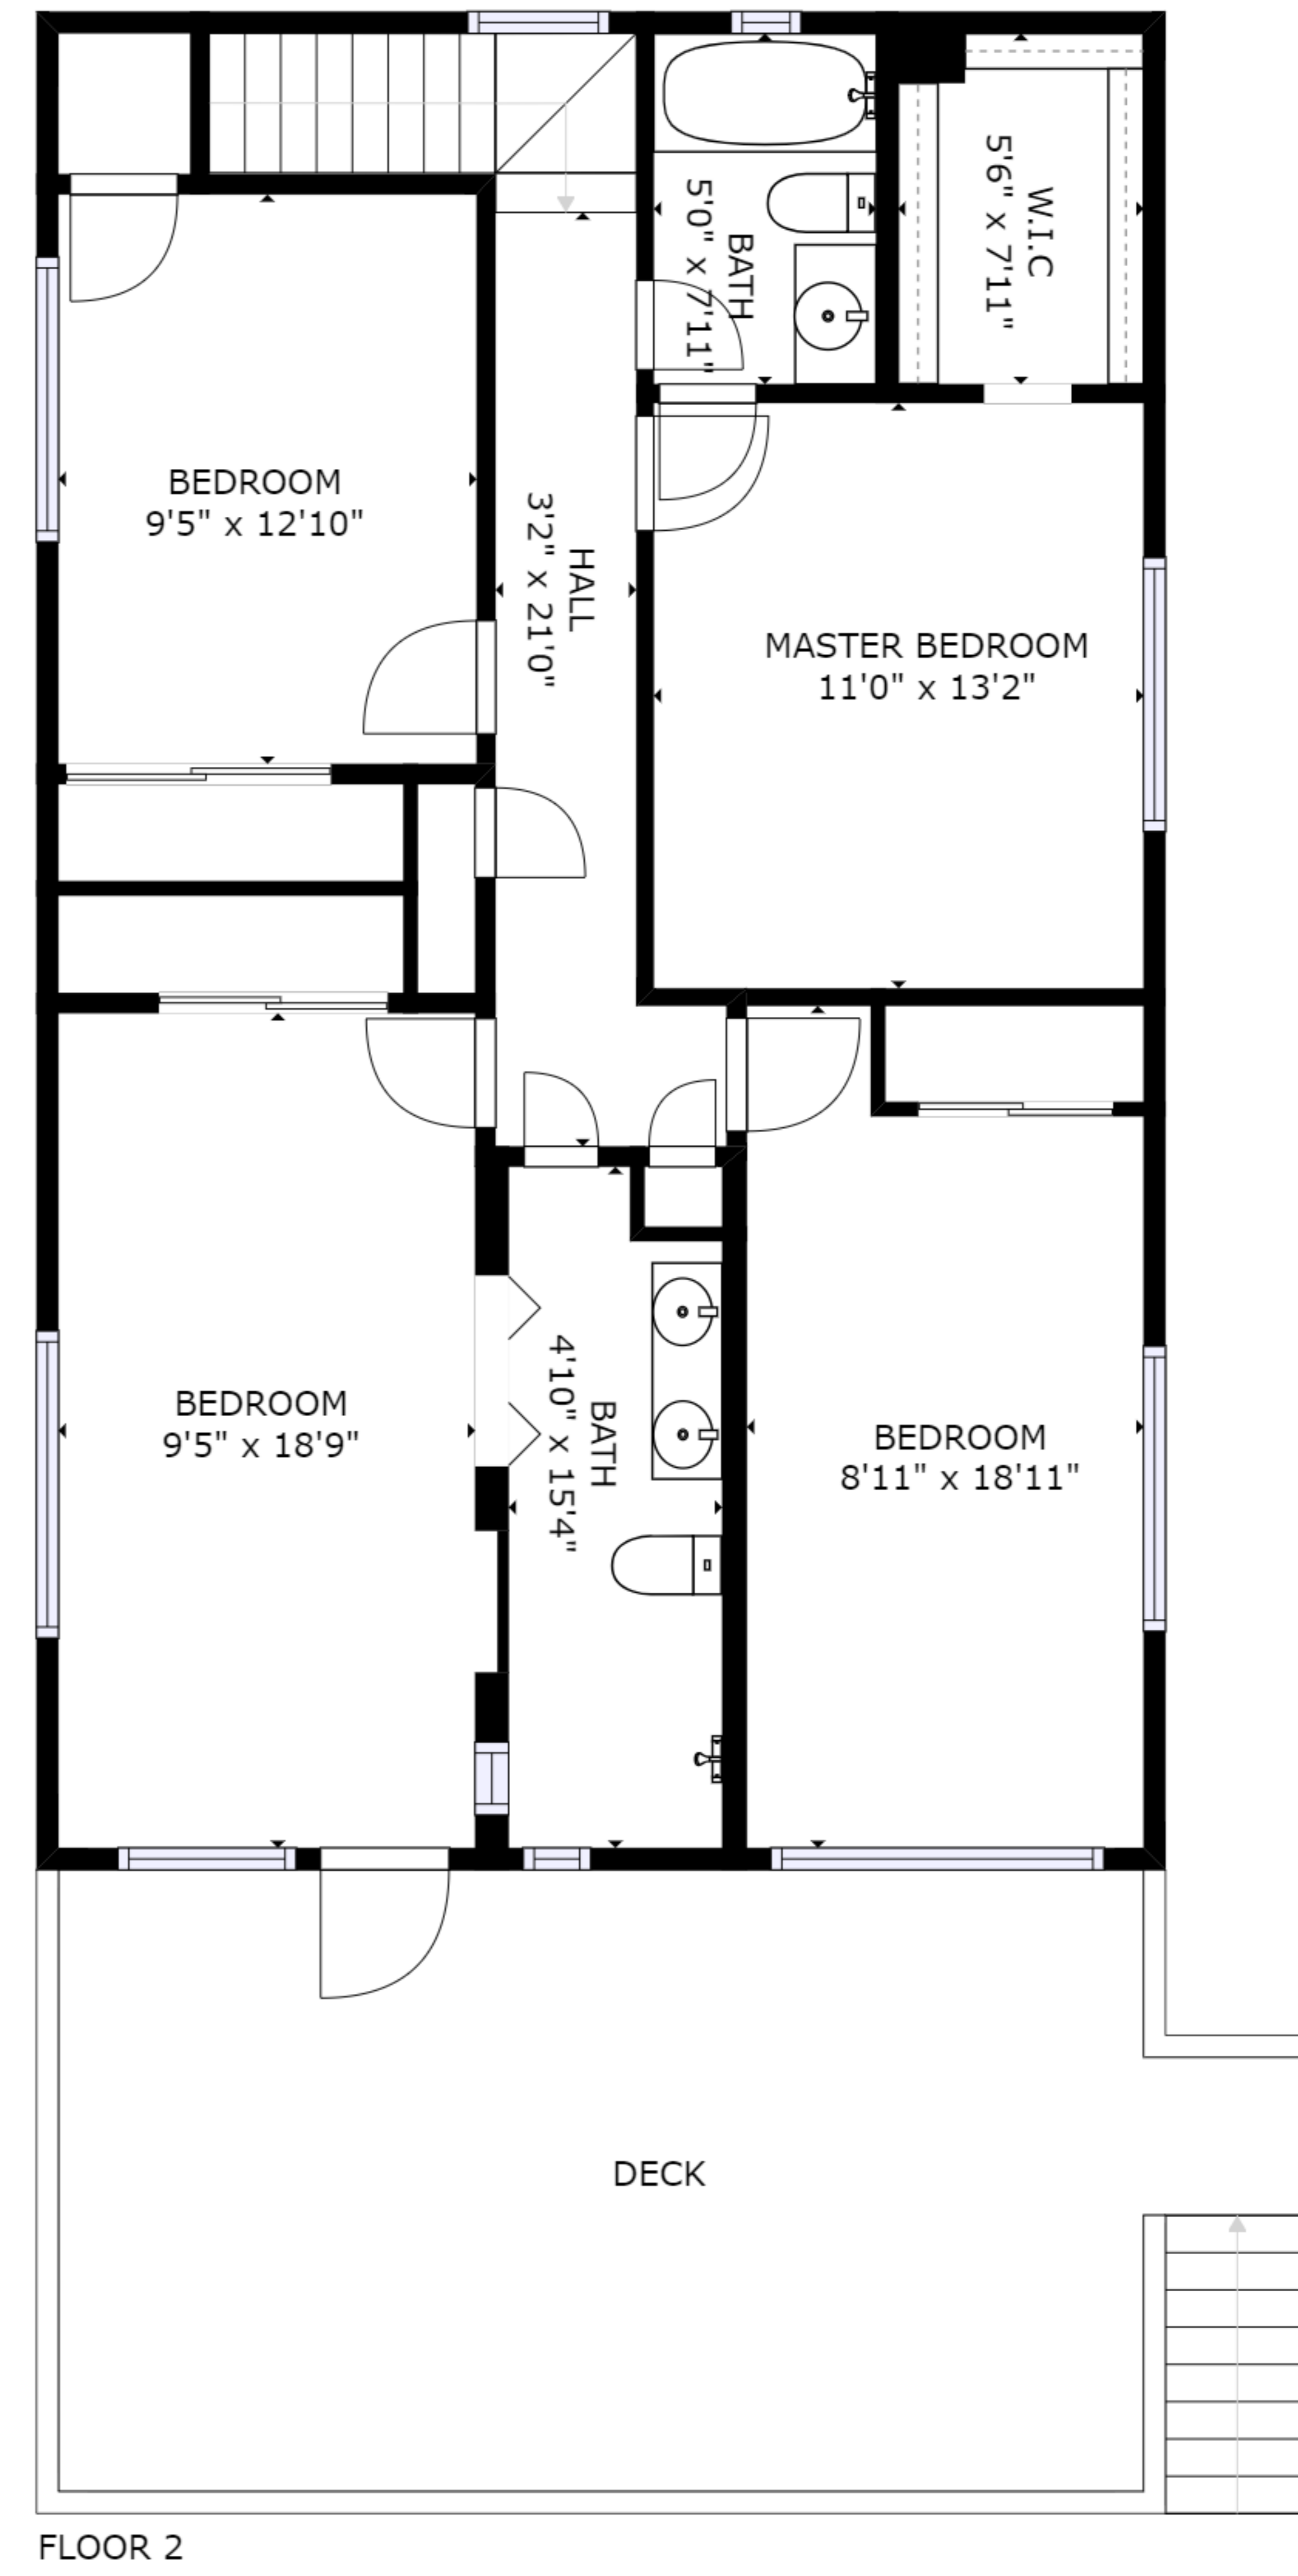 W.I.C
5'6" x 7'11"
BATH
5'0" x 7'11"
BEDROOM
9'5" x 12'10"
HALL
3'2" x 21'0"
MASTER BEDROOM
11'0" x 13'2"
BEDROOM
9'5" x 18'9"
BATH
4'10" x 15'4"
BEDROOM
8'11" x 18'11"
DECK
FLOOR 2